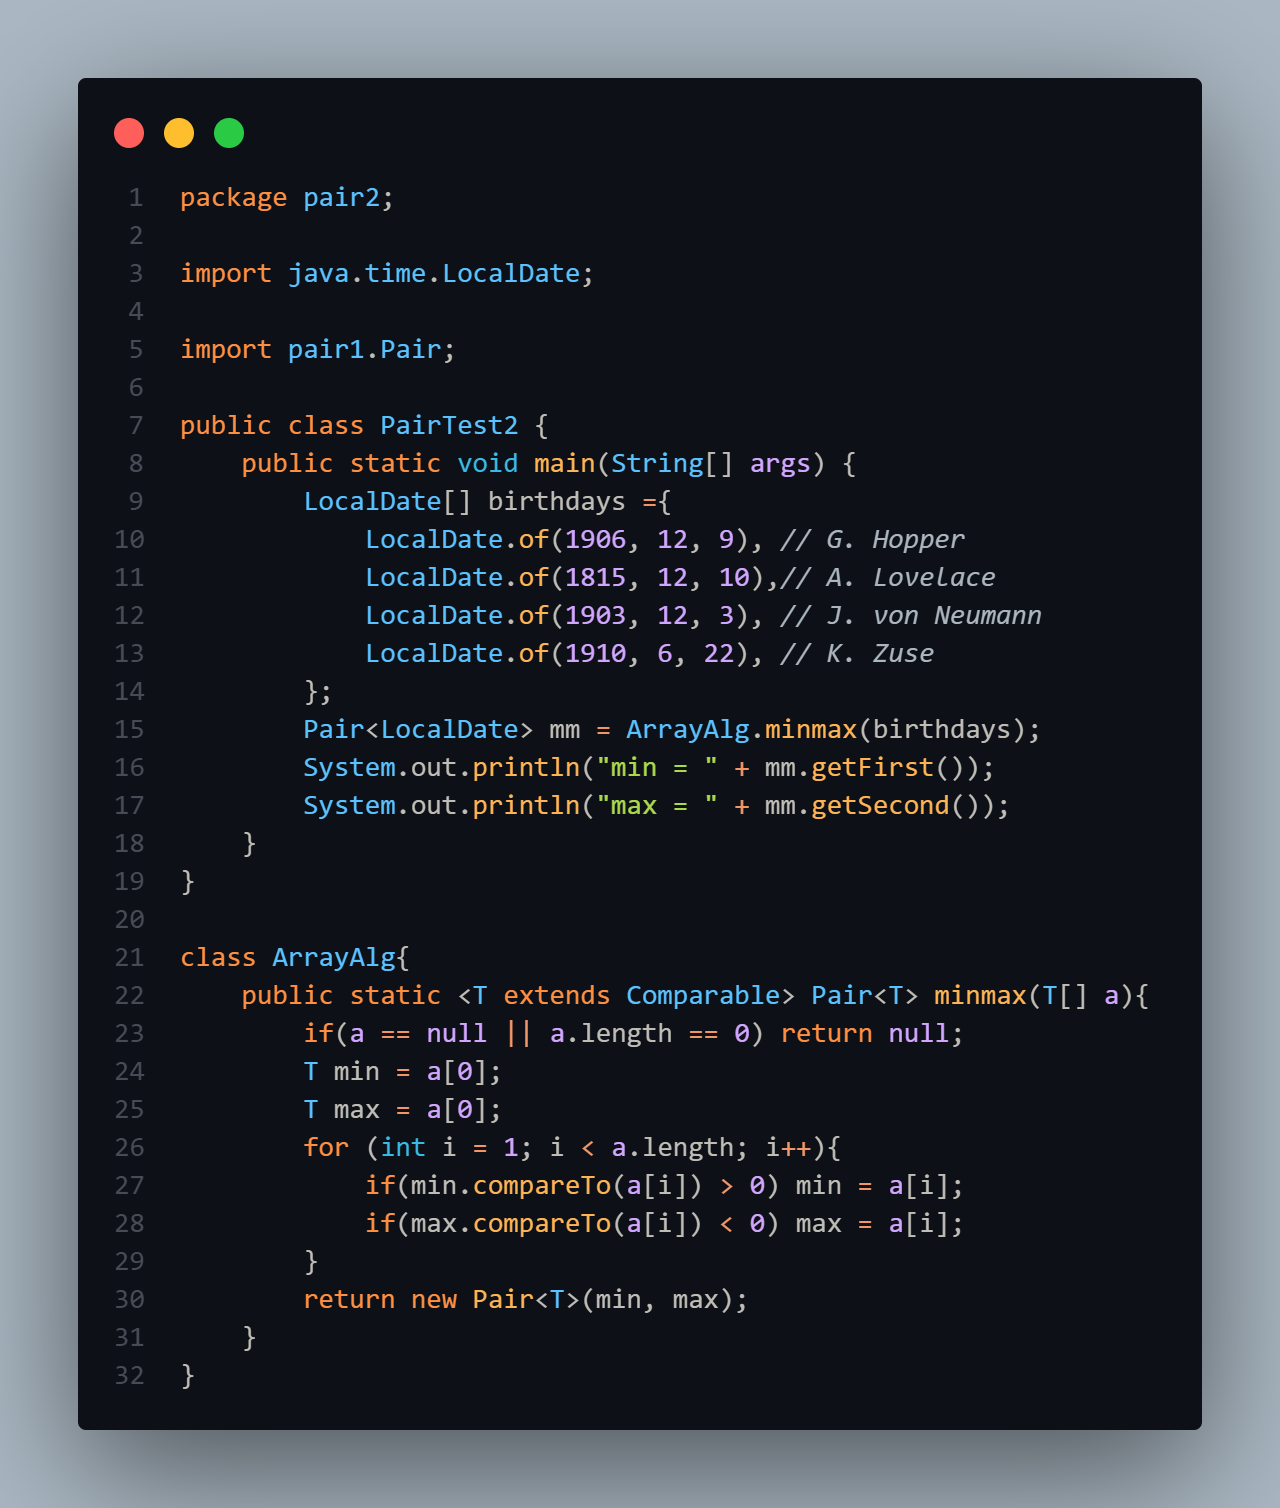 1 package pair2;
2
3 import java.time.LocalDate;
4
5 import pair1.Pair;
6
7 public class PairTest2 {
8     public static void main(String[] args) {
9         LocalDate[] birthdays ={
10             LocalDate.of(1906, 12, 9), // G. Hopper
11             LocalDate.of(1815, 12, 10),// A. Lovelace
12             LocalDate.of(1903, 12, 3), // J. von Neumann
13             LocalDate.of(1910, 6, 22), // K. Zuse
14         };
15         Pair<LocalDate> mm = ArrayAlg.minmax(birthdays);
16         System.out.println("min = " + mm.getFirst());
17         System.out.println("max = " + mm.getSecond());
18     }
19 }
20
21 class ArrayAlg{
22     public static <T extends Comparable> Pair<T> minmax(T[] a){
23         if(a == null || a.length == 0) return null;
24         T min = a[0];
25         T max = a[0];
26         for (int i = 1; i < a.length; i++){
27             if(min.compareTo(a[i]) > 0) min = a[i];
28             if(max.compareTo(a[i]) < 0) max = a[i];
29         }
30         return new Pair<T>(min, max);
31     }
32 }